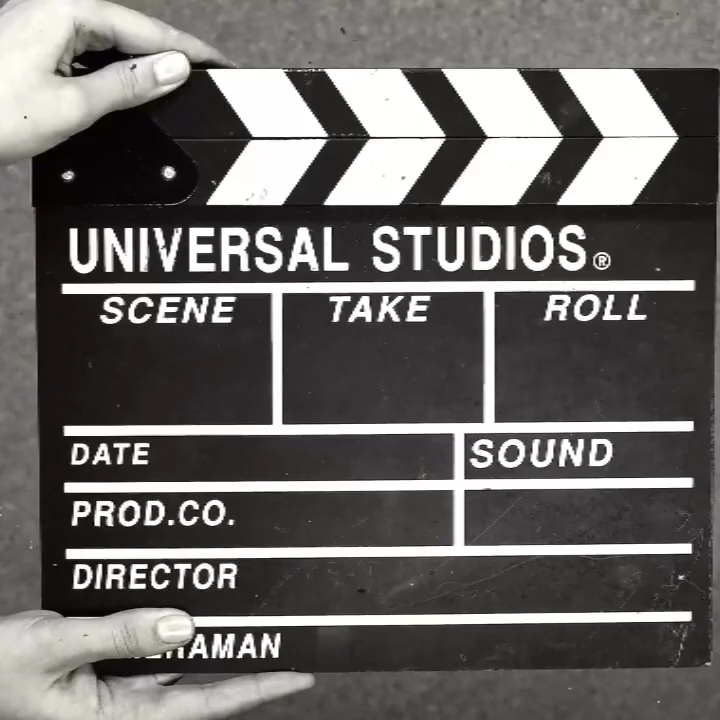 UNIVERSAL STUDIOS®
SCENE TAKE ROLL
DATE SOUND
PROD.CO.
DIRECTOR